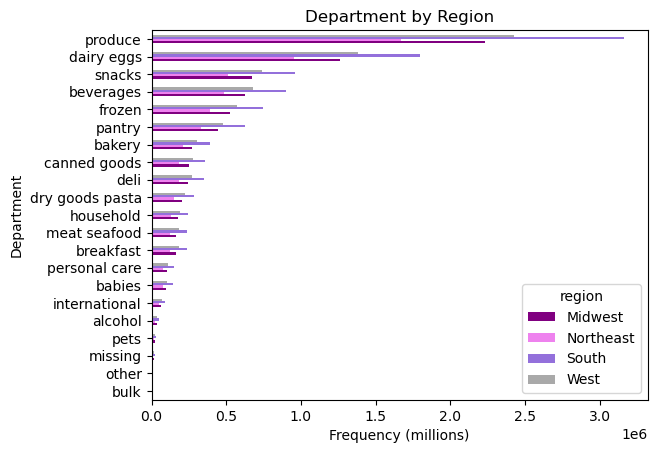 Department by Region
Department
produce
dairy eggs
snacks
beverages
frozen
pantry
bakery
canned goods
deli
dry goods pasta
household
meat seafood
breakfast
personal care
babies
international
alcohol
pets
missing
other
bulk
region
Midwest
Northeast
South
West
0.0 0.5 1.0 1.5 2.0 2.5 3.0
1e6
Frequency (millions)